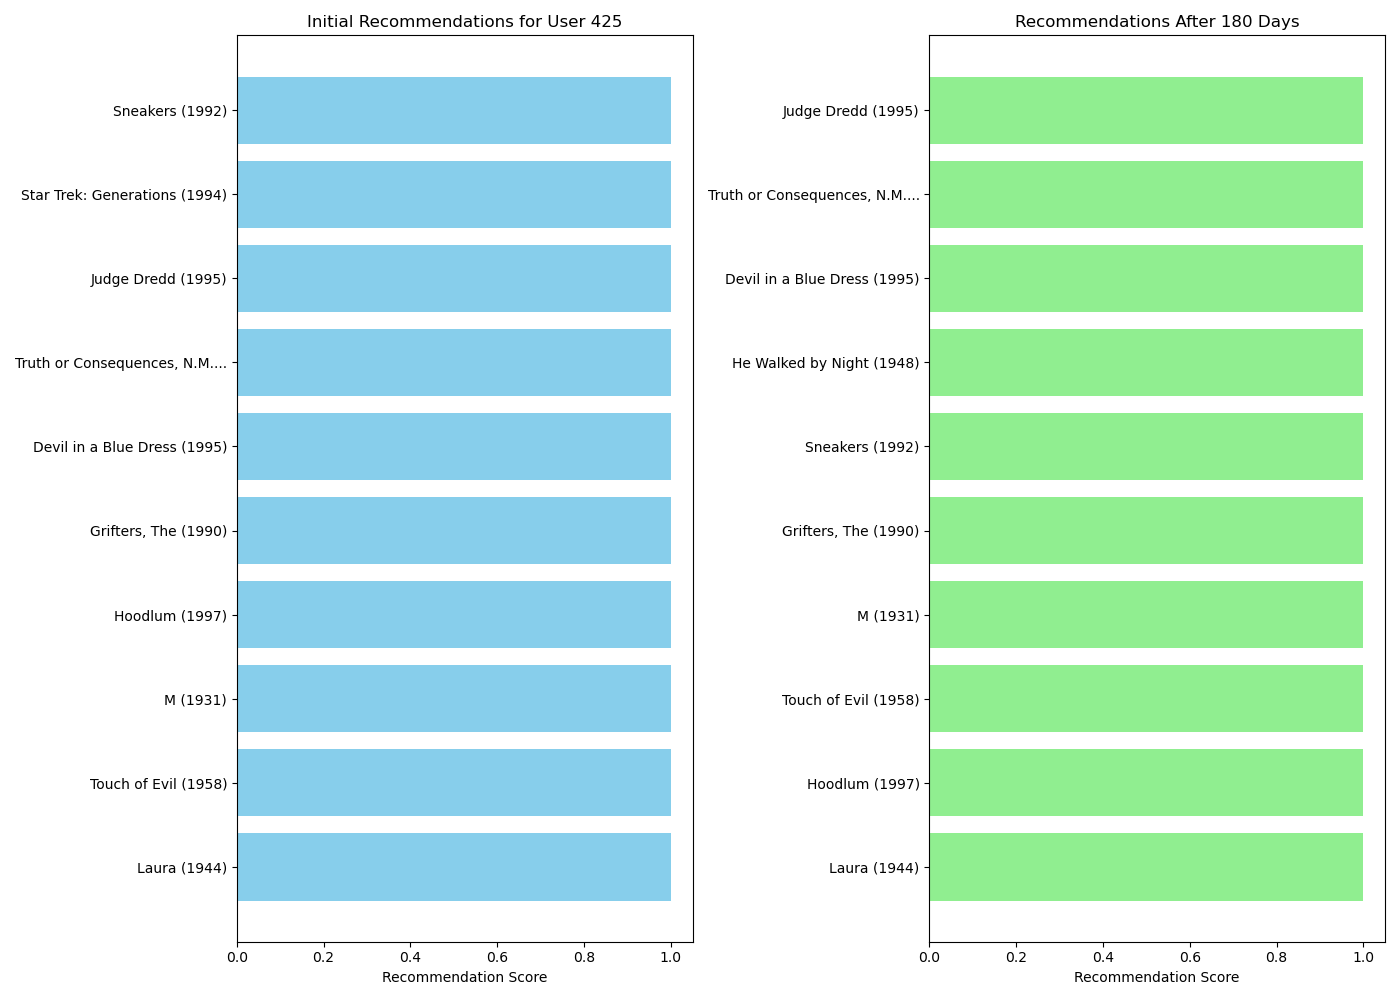 Initial Recommendations for User 425
Sneakers (1992)
Star Trek: Generations (1994)
Judge Dredd (1995)
Truth or Consequences, N.M....
Devil in a Blue Dress (1995)
Grifters, The (1990)
Hoodlum (1997)
M (1931)
Touch of Evil (1958)
Laura (1944)
0.0 0.2 0.4 0.6 0.8 1.0
Recommendation Score
Recommendations After 180 Days
Judge Dredd (1995)
Truth or Consequences, N.M....
Devil in a Blue Dress (1995)
He Walked by Night (1948)
Sneakers (1992)
Grifters, The (1990)
M (1931)
Touch of Evil (1958)
Hoodlum (1997)
Laura (1944)
0.0 0.2 0.4 0.6 0.8 1.0
Recommendation Score